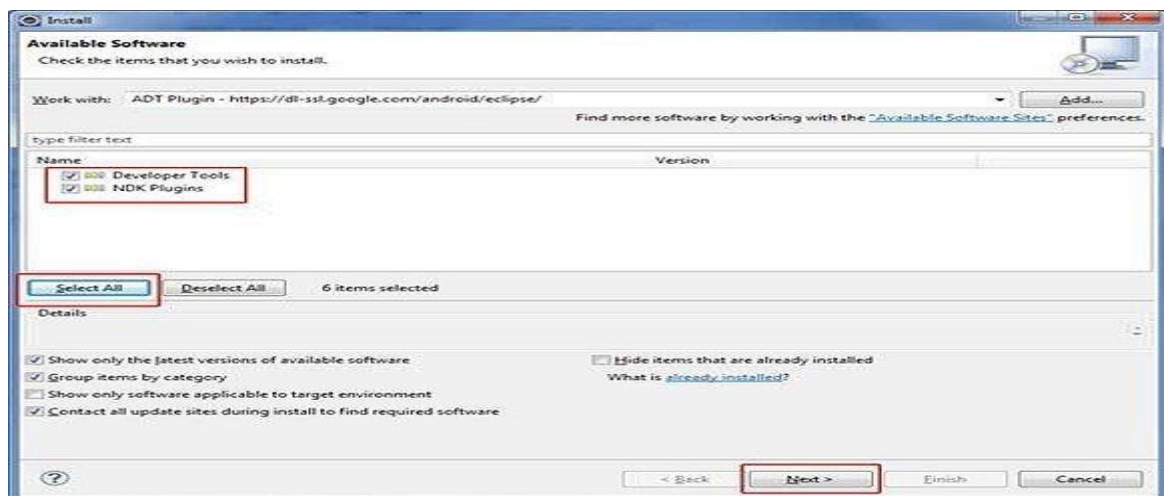 Install
Available Software
Check the items that you wish to install.
Work with: ADT Plugin - https://dl-ssl.google.com/android/eclipse/ Add...
Find more software by working with the "Available Software Sites" preferences.
type filter text
Name Version
Developer Tools
NDK Plugins
Select All Deselect All 6 items selected
Details
Show only the latest versions of available software Hide items that are already installed
Group items by category What is already installed?
Show only software applicable to target environment
Contact all update sites during install to find required software
? < Back Next > Finish Cancel